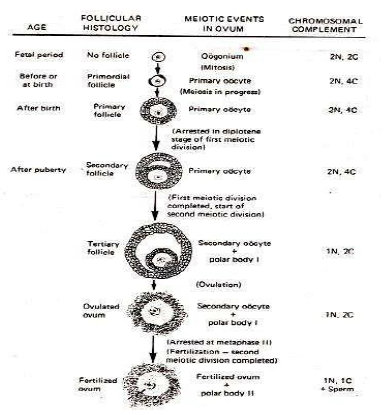 AGE
FOLLICULAR
HISTOLOGY
MEIOTIC EVENTS
IN OVUM
CHROMOSOMAL
COMPLEMENT
Fetal period
No follicle
Oögonium
(Mitosis)
2N, 2C
Before or
at birth
Primordial
follicle
Primary oöcyte
(Meiosis in progress)
2N, 4C
After birth
Primary
follicle
Primary oöcyte
2N, 4C
(Arrested in diplotene
stage of first meiotic
division)
After puberty
Secondary
follicle
Primary oöcyte
2N, 4C
(First meiotic division
completed, start of
second meiotic division)
Tertiary
follicle
Secondary oöcyte
+
polar body I
1N, 2C
(Ovulation)
Ovulated
ovum
Secondary oöcyte
+
polar body I
1N, 2C
(Arrested at metaphase II)
(Fertilization – second
meiotic division completed)
Fertilized
ovum
Fertilized ovum
+
polar body II
1N, 1C
+ Sperm